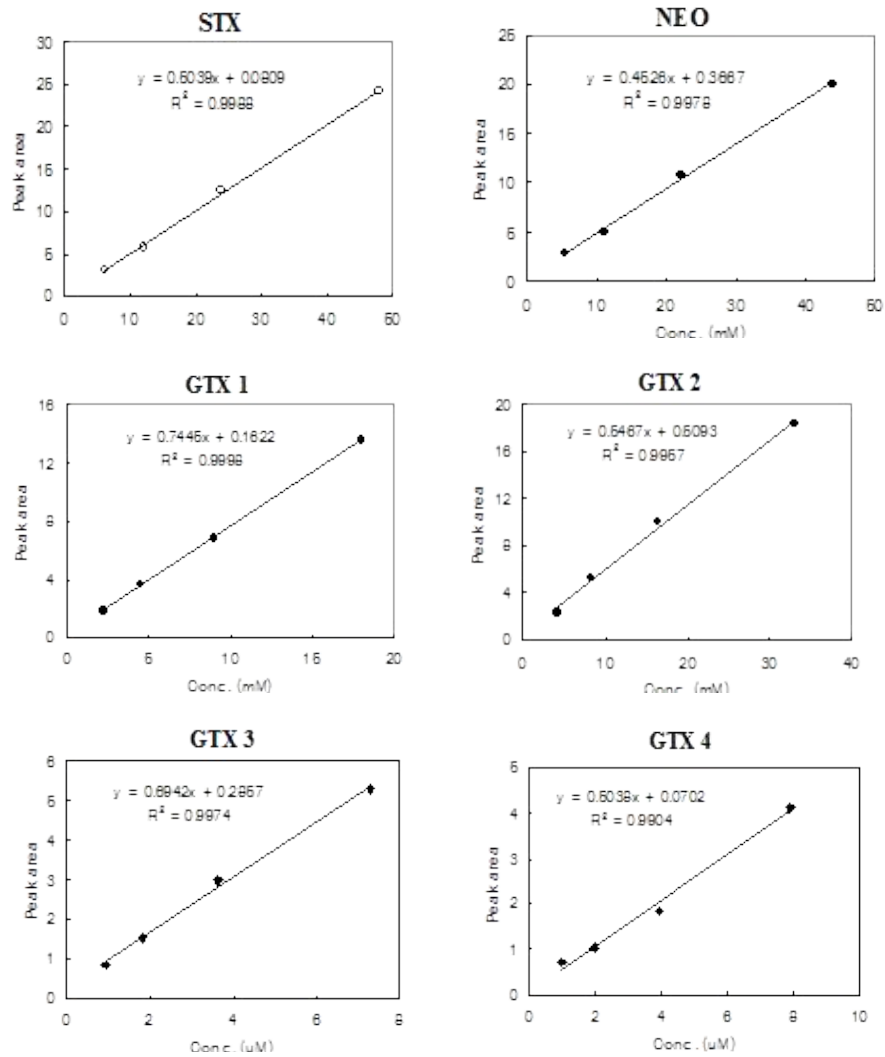 STX
30
25
20
15
10
5
0
y = 0.5039x + 0.0909
R² = 0.9988
Peak area
0 10 20 30 40 50
NEO
25
20
15
10
5
0
y = 0.4526x + 0.3667
R² = 0.9978
Peak area
0 10 20 30 40 50
Conc. (mM)
GTX 1
16
12
8
4
0
y = 0.7445x + 0.1622
R² = 0.9998
Peak area
0 5 10 15 20
Conc. (mM)
GTX 2
20
16
12
8
4
0
y = 0.5467x + 0.5093
R² = 0.9957
Peak area
0 10 20 30 40
Conc. (mM)
GTX 3
6
5
4
3
2
1
0
y = 0.6942x + 0.2957
R² = 0.9974
Peak area
0 2 4 6 8
Conc. (uM)
GTX 4
5
4
3
2
1
0
y = 0.5039x + 0.0702
R² = 0.9904
Peak area
0 2 4 6 8 10
Conc. (uM)